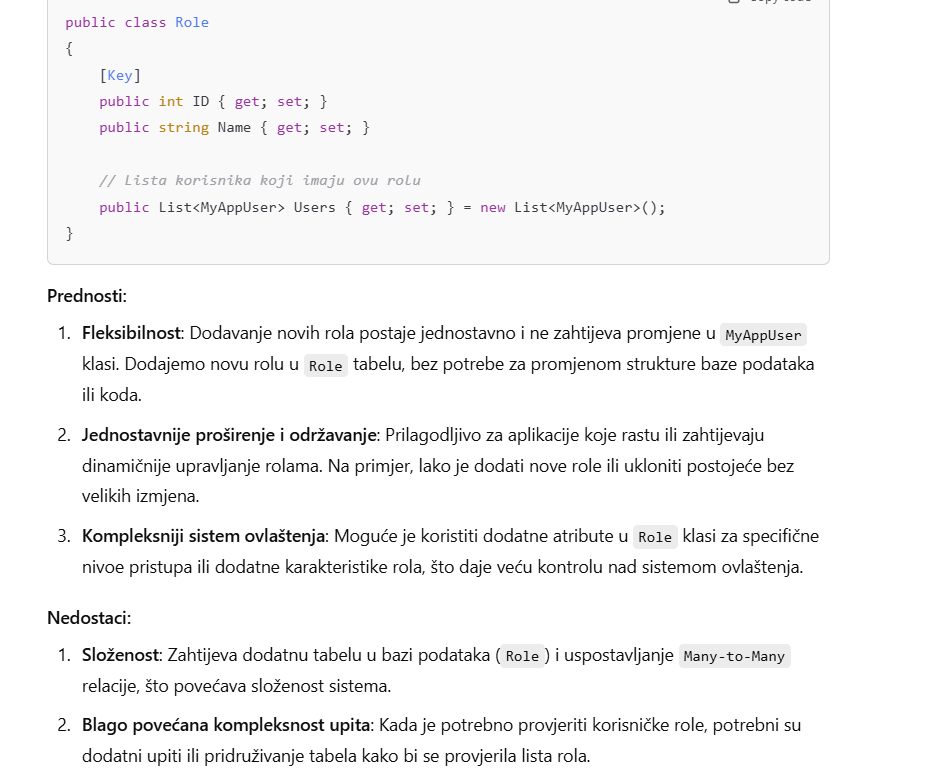 public class Role
{
[Key]
public int ID { get; set; }
public string Name { get; set; }
// Lista korisnika koji imaju ovu rolu
public List<MyAppUser> Users { get; set; } = new List<MyAppUser>();
}
Prednosti:
1. Fleksibilnost: Dodavanje novih rola postaje jednostavno i ne zahtijeva promjene u MyAppUser
klasi. Dodajemo novu rolu u Role tabelu, bez potrebe za promjenom strukture baze podataka
ili koda.
2. Jednostavnije proširenje i održavanje: Prilagodljivo za aplikacije koje rastu ili zahtijevaju
dinamičnije upravljanje rolama. Na primjer, lako je dodati nove role ili ukloniti postojeće bez
velikih izmjena.
3. Kompleksniji sistem ovlaštenja: Moguće je koristiti dodatne atribute u Role klasi za specifične
nivoe pristupa ili dodatne karakteristike rola, što daje veću kontrolu nad sistemom ovlaštenja.
Nedostaci:
1. Složenost: Zahtijeva dodatnu tabelu u bazi podataka (Role) i uspostavljanje Many-to-Many
relacije, što povećava složenost sistema.
2. Blago povećana kompleksnost upita: Kada je potrebno provjeriti korisničke role, potrebni su
dodatni upiti ili pridruživanje tabela kako bi se provjerila lista rola.